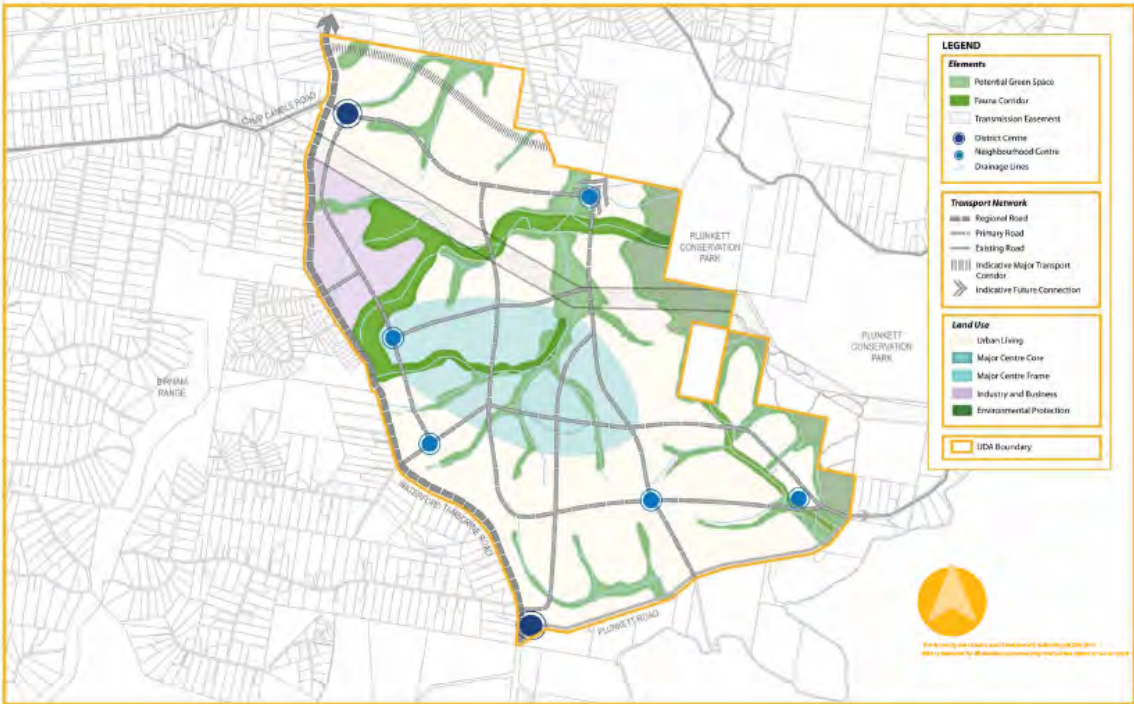 CAMP CABLE ROAD
PLUNKETT
CONSERVATION
PARK
PLUNKETT
CONSERVATION
PARK
BIRNAM
RANGE
WATERFORD TAMBORINE ROAD
PLUNKETT ROAD
LEGEND
Elements
Potential Green Space
Fauna Corridor
Transmission Easement
District Centre
Neighbourhood Centre
Drainage Lines
Transport Network
Regional Road
Primary Road
Existing Road
Indicative Major Transport
Corridor
Indicative Future Connection
Land Use
Urban Living
Major Centre Core
Major Centre Frame
Industry and Business
Environmental Protection
UDA Boundary